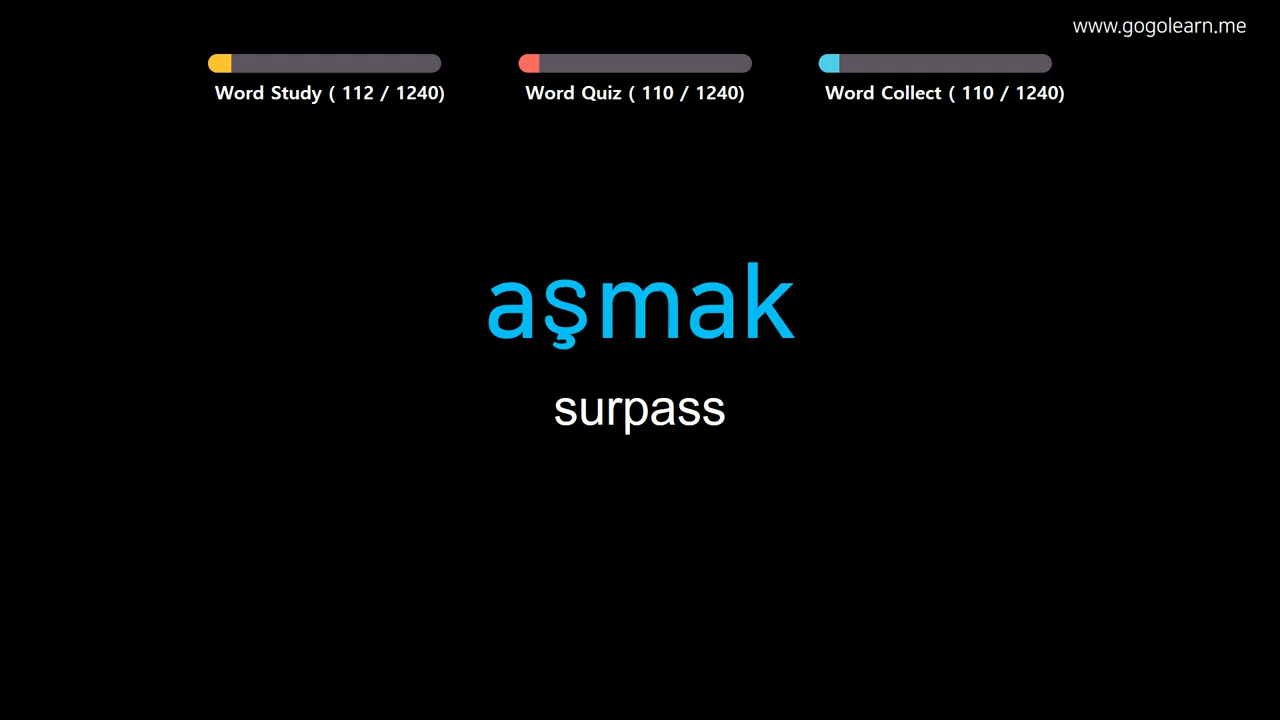 www.gogolearn.me
Word Study ( 112 / 1240)
Word Quiz ( 110 / 1240)
Word Collect ( 110 / 1240)
aşmak
surpass